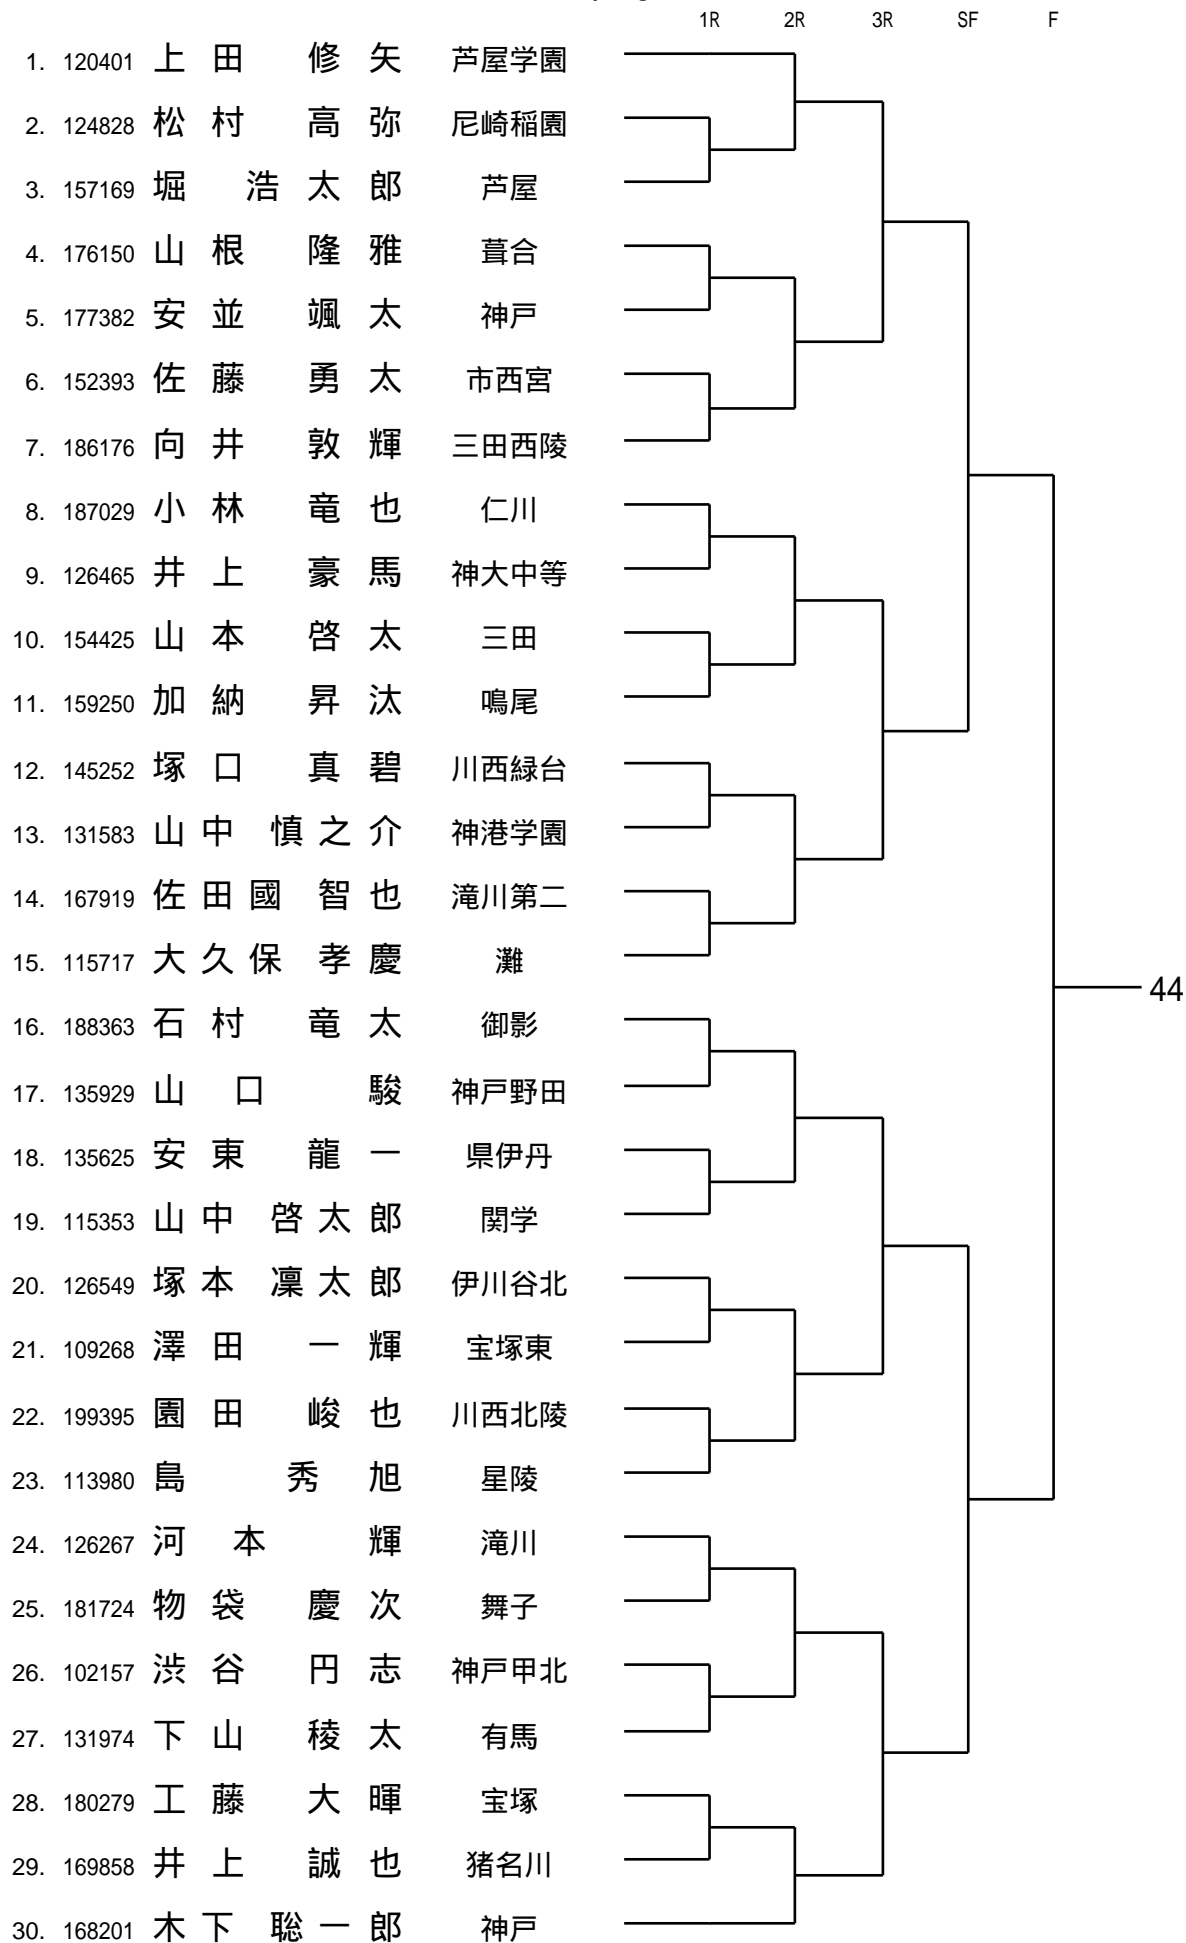 1R 2R 3R SF F
1. 120401 上田 修矢 芦屋学園
2. 124828 松村 高弥 尼崎稲園
3. 157169 堀 浩太郎 芦屋
4. 176150 山根 隆雅 葺合
5. 177382 安並 颯太 神戸
6. 152393 佐藤 勇太 市西宮
7. 186176 向井 敦輝 三田西陵
8. 187029 小林 竜也 仁川
9. 126465 井上 豪馬 神大中等
10. 154425 山本 啓太 三田
11. 159250 加納 昇汰 鳴尾
12. 145252 塚口 真碧 川西緑台
13. 131583 山中 慎之介 神港学園
14. 167919 佐田國 智也 滝川第二
15. 115717 大久保 孝慶 灘
44
16. 188363 石村 竜太 御影
17. 135929 山口 駿 神戸野田
18. 135625 安東 龍一 県伊丹
19. 115353 山中 啓太郎 関学
20. 126549 塚本 凜太郎 伊川谷北
21. 109268 澤田 一輝 宝塚東
22. 199395 園田 峻也 川西北陵
23. 113980 島 秀旭 星陵
24. 126267 河本 輝 滝川
25. 181724 物袋 慶次 舞子
26. 102157 渋谷 円志 神戸甲北
27. 131974 下山 稜太 有馬
28. 180279 工藤 大暉 宝塚
29. 169858 井上 誠也 猪名川
30. 168201 木下 聡一郎 神戸